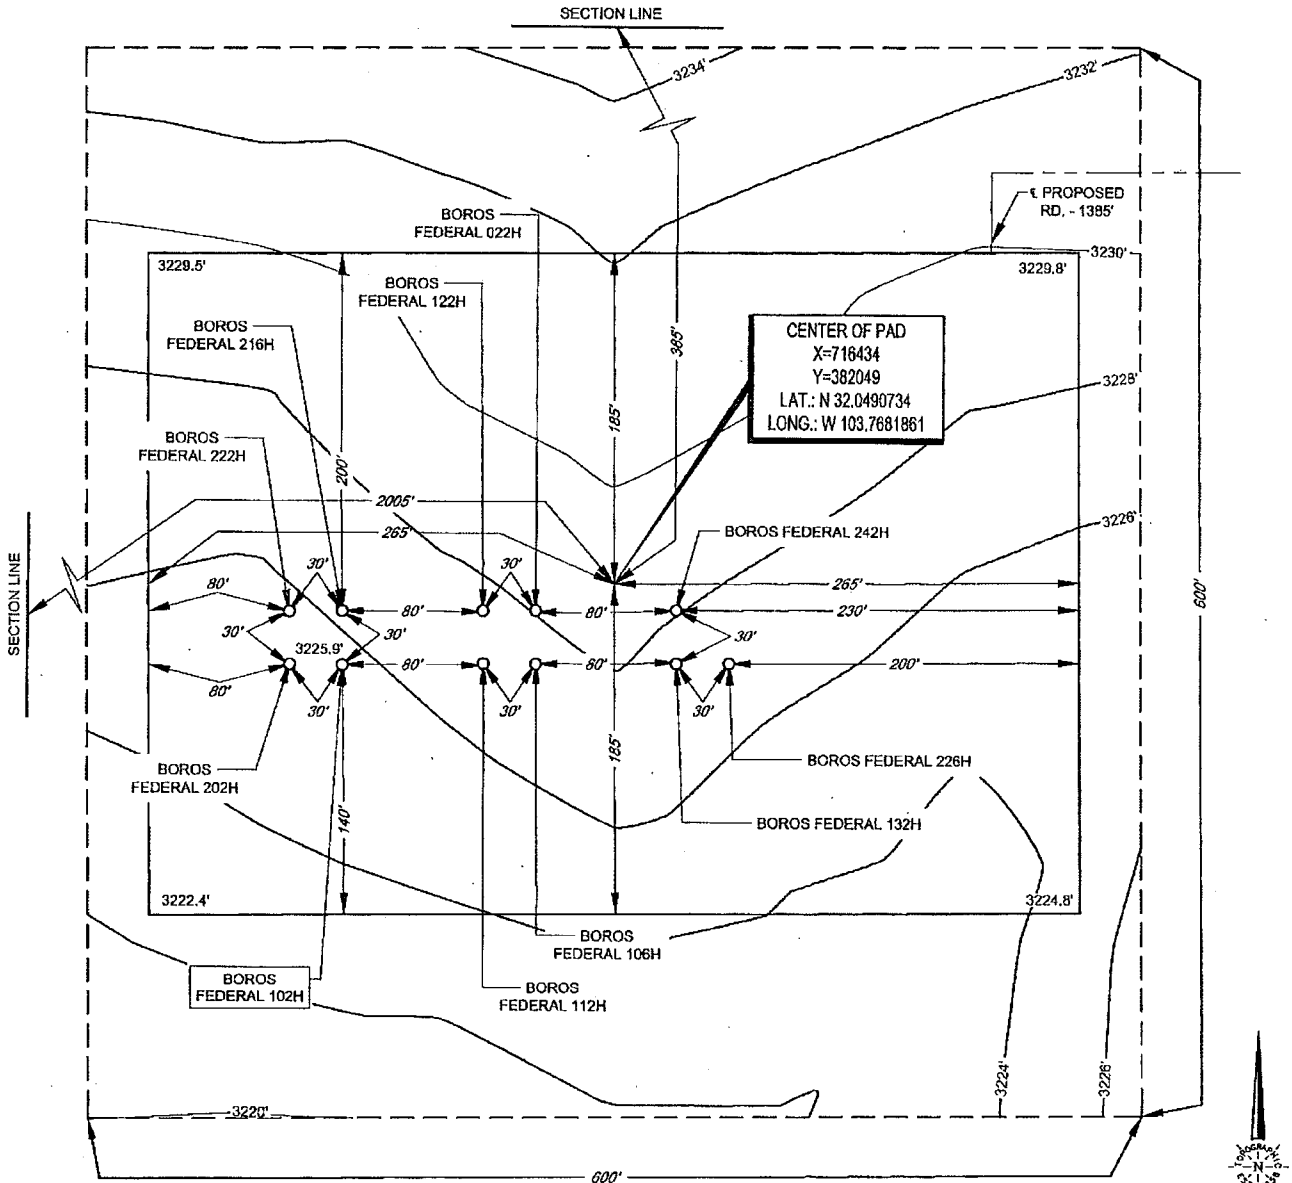 SECTION LINE
3234'
3232'
℄ PROPOSED
RD. - 1385'
BOROS
FEDERAL 022H
3229.5'
3229.8'
3230'
BOROS
FEDERAL 122H
BOROS
FEDERAL 216H
385'
CENTER OF PAD
X=716434
Y=382049
LAT.: N 32.0490734
LONG.: W 103.7681861
3228'
185'
BOROS
FEDERAL 222H
200'
2005'
265'
BOROS FEDERAL 242H
3226'
SECTION LINE
30'
30'
265'
80'
80'
80'
230'
600'
30'
3225.9'
30'
30'
80'
80'
80'
200'
30'
30'
30'
185'
BOROS
FEDERAL 202H
BOROS FEDERAL 226H
140'
BOROS FEDERAL 132H
3222.4'
3224.8'
BOROS
FEDERAL 106H
BOROS
FEDERAL 102H
BOROS
FEDERAL 112H
3224'
3226'
3220'
600'
N